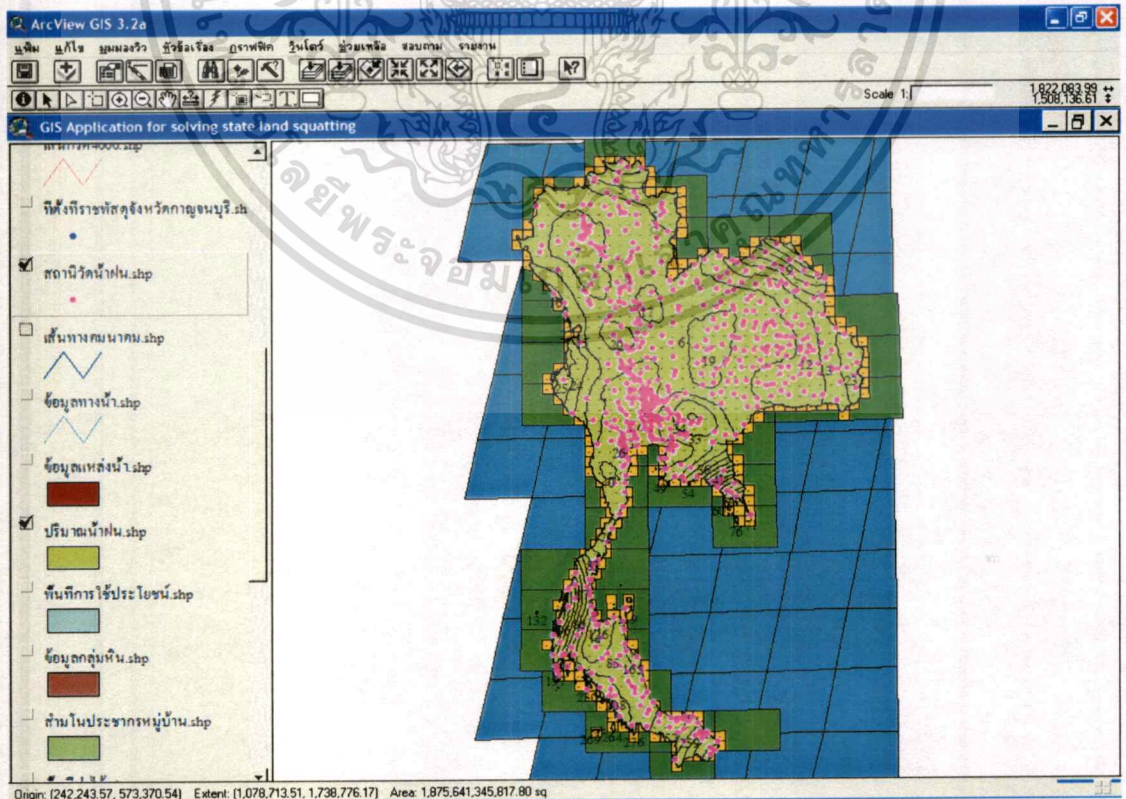 ArcView GIS 3.2a
แฟ้ม แก้ไข มุมมองวิว หัวข้อเรื่อง กราฟฟิค วินโดว์ ช่วยเหลือ สอบถาม รายงาน
Scale 1:
1,822,083.99
1,508,136.61
GIS Application for solving state land squatting
ที่ตั้งที่ราชพัสดุจังหวัดกาญจนบุรี.sh
สถานีวัดน้ำฝน.shp
เส้นทางคมนาคม.shp
ข้อมูลทางน้ำ.shp
ข้อมูลแหล่งน้ำ.shp
ปริมาณน้ำฝน.shp
พื้นที่การใช้ประโยชน์.shp
ข้อมูลกลุ่มหิน.shp
สำมโนประชากรหมู่บ้าน.shp
6
19
12
23
20
26
33
49
54
76
132
Origin: (242,243.57, 573,370.54) Extent: (1,078,713.51, 1,738,776.17) Area: 1,875,641,345,817.80 sq